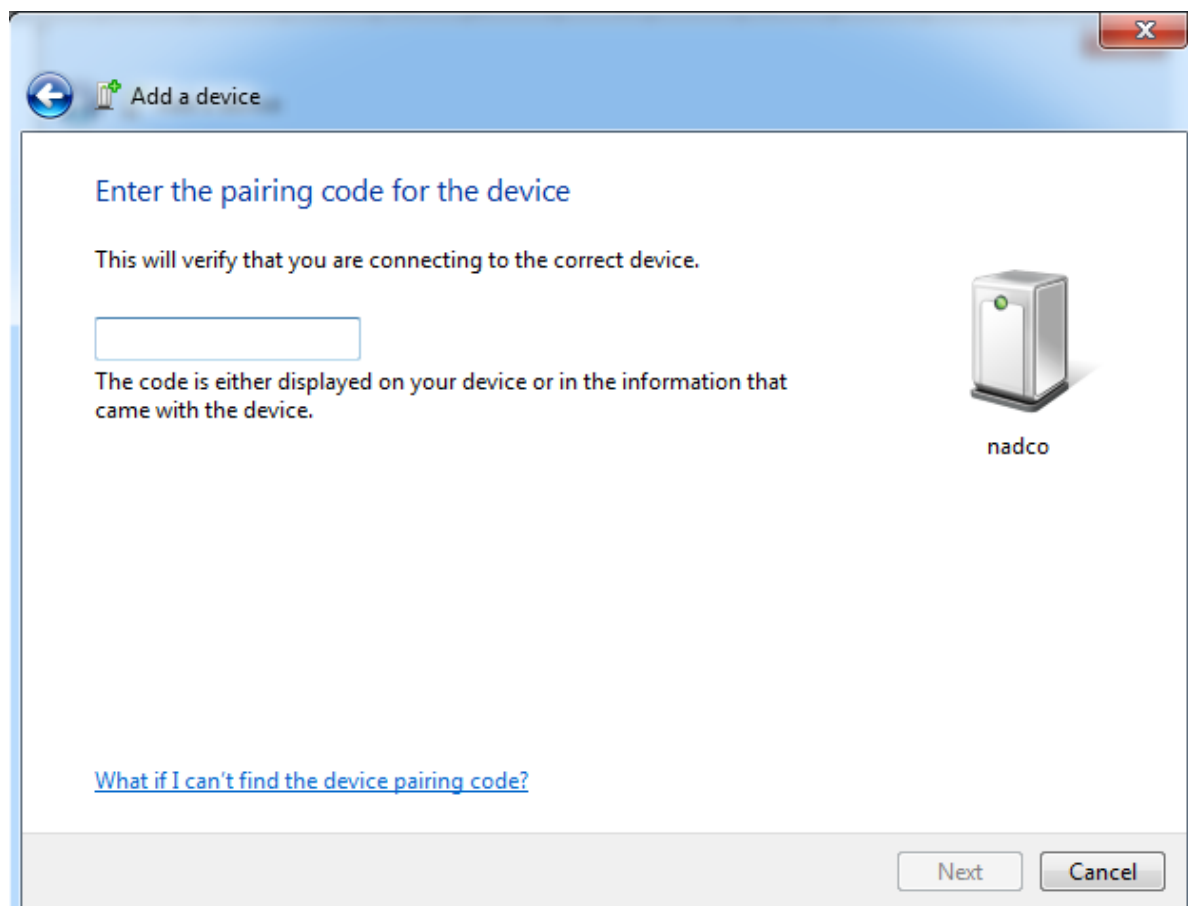 Add a device
Enter the pairing code for the device
This will verify that you are connecting to the correct device.
The code is either displayed on your device or in the information that
came with the device.
nadco
What if I can't find the device pairing code?
Next
Cancel